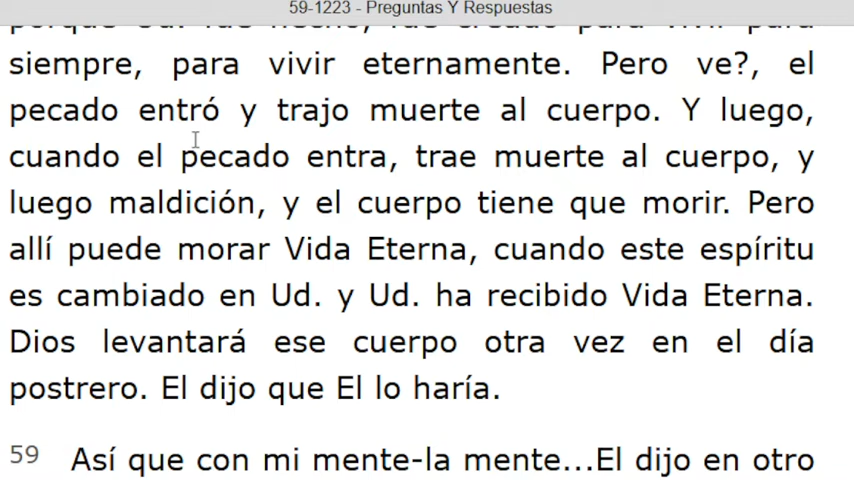 59-1223 - Preguntas Y Respuestas
siempre, para vivir eternamente. Pero ve?, el
pecado entró y trajo muerte al cuerpo. Y luego,
cuando el pecado entra, trae muerte al cuerpo, y
luego maldición, y el cuerpo tiene que morir. Pero
allí puede morar Vida Eterna, cuando este espíritu
es cambiado en Ud. y Ud. ha recibido Vida Eterna.
Dios levantará ese cuerpo otra vez en el día
postrero. El dijo que El lo haría.
59 Así que con mi mente-la mente...El dijo en otro